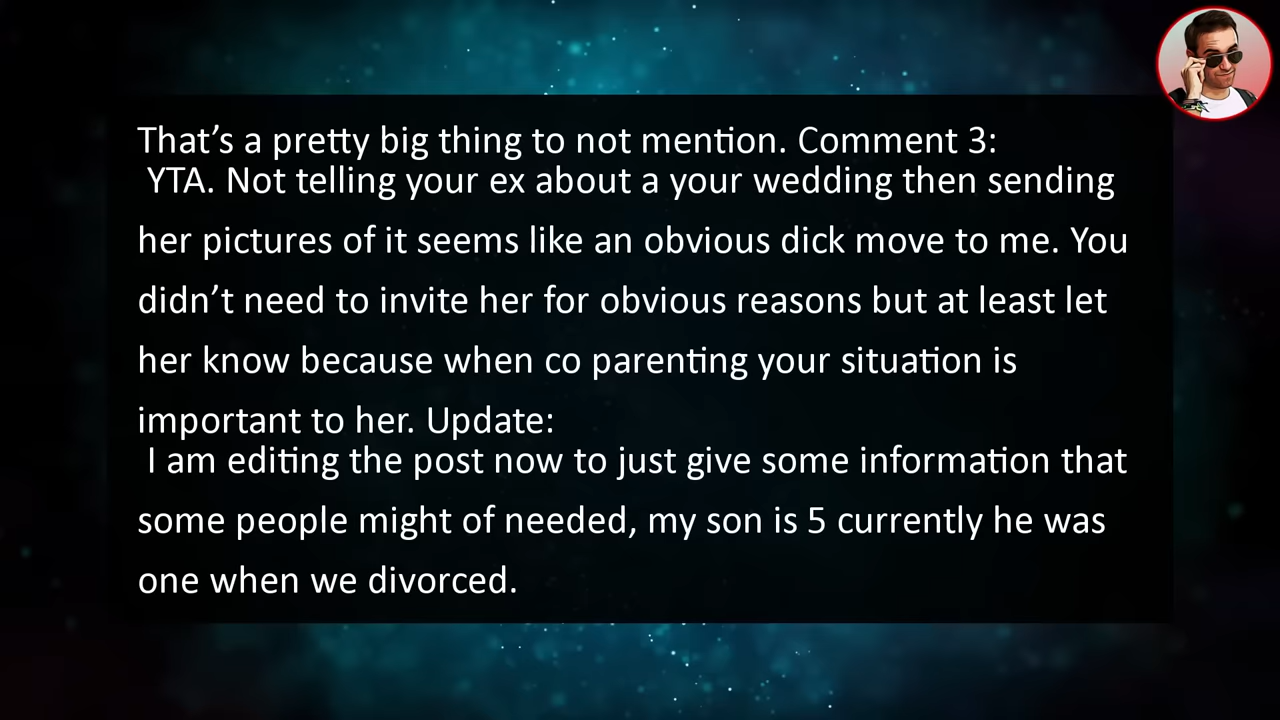 That’s a pretty big thing to not mention. Comment 3:
YTA. Not telling your ex about a your wedding then sending
her pictures of it seems like an obvious dick move to me. You
didn’t need to invite her for obvious reasons but at least let
her know because when co parenting your situation is
important to her. Update:
I am editing the post now to just give some information that
some people might of needed, my son is 5 currently he was
one when we divorced.